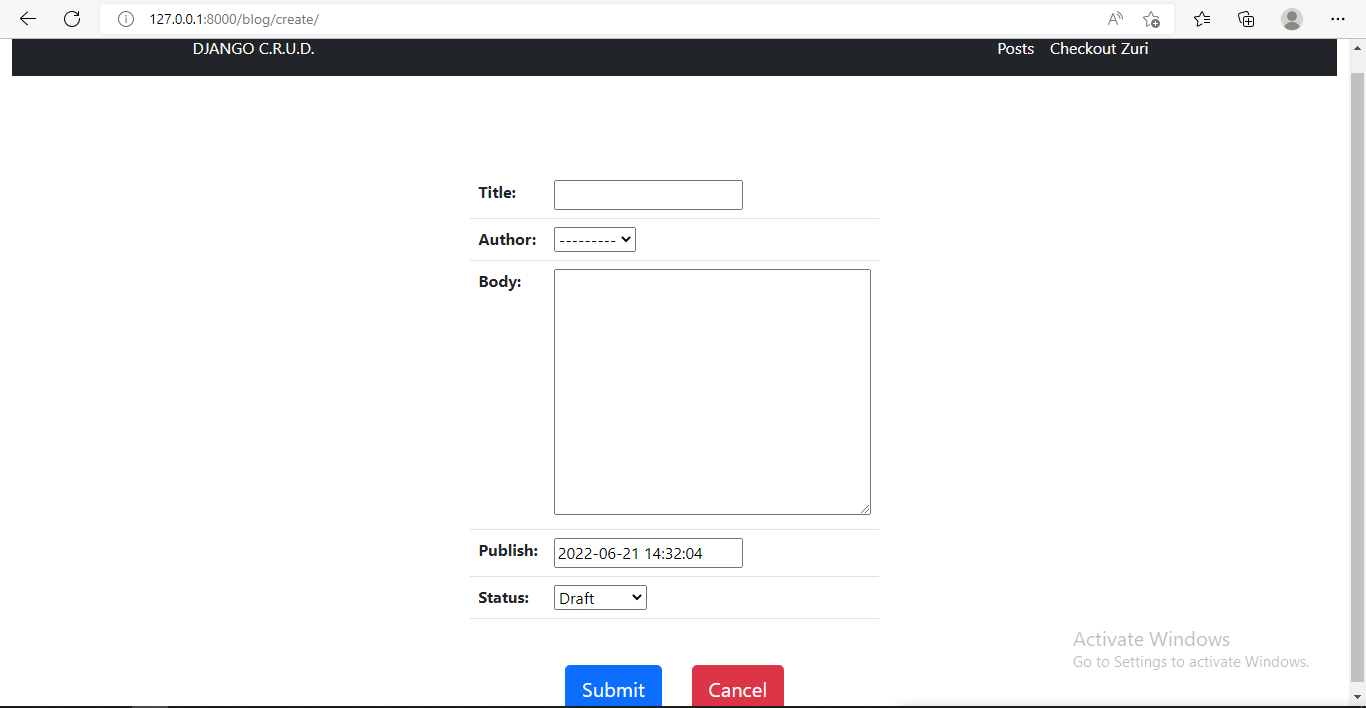 127.0.0.1:8000/blog/create/
DJANGO C.R.U.D. Posts Checkout Zuri
Title:
Author: ---------
Body:
Publish: 2022-06-21 14:32:04
Status: Draft
Activate Windows
Go to Settings to activate Windows.
Submit Cancel